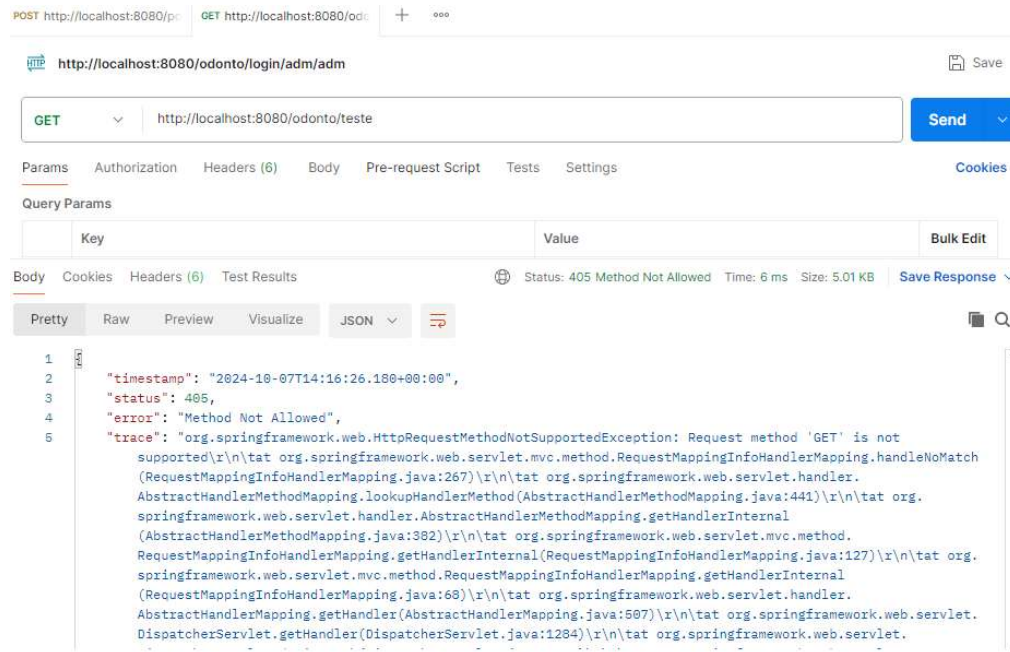 POST http://localhost:8080/po
GET http://localhost:8080/odo
HTTP http://localhost:8080/odonto/login/adm/adm
Save
GET
http://localhost:8080/odonto/teste
Send
Params Authorization Headers (6) Body Pre-request Script Tests Settings Cookies
Query Params
Key Value Bulk Edit
Body Cookies Headers (6) Test Results Status: 405 Method Not Allowed Time: 6 ms Size: 5.01 KB Save Response
Pretty Raw Preview Visualize JSON
1 {
2 "timestamp": "2024-10-07T14:16:26.180+00:00",
3 "status": 405,
4 "error": "Method Not Allowed",
5 "trace": "org.springframework.web.HttpRequestMethodNotSupportedException: Request method 'GET' is not
supported\r\n\tat org.springframework.web.servlet.mvc.method.RequestMappingInfoHandlerMapping.handleNoMatch
(RequestMappingInfoHandlerMapping.java:267)\r\n\tat org.springframework.web.servlet.handler.
AbstractHandlerMethodMapping.lookupHandlerMethod(AbstractHandlerMethodMapping.java:441)\r\n\tat org.
springframework.web.servlet.handler.AbstractHandlerMethodMapping.getHandlerInternal
(AbstractHandlerMethodMapping.java:382)\r\n\tat org.springframework.web.servlet.mvc.method.
RequestMappingInfoHandlerMapping.getHandlerInternal(RequestMappingInfoHandlerMapping.java:127)\r\n\tat org.
springframework.web.servlet.mvc.method.RequestMappingInfoHandlerMapping.getHandlerInternal
(RequestMappingInfoHandlerMapping.java:68)\r\n\tat org.springframework.web.servlet.handler.
AbstractHandlerMapping.getHandler(AbstractHandlerMapping.java:507)\r\n\tat org.springframework.web.servlet.
DispatcherServlet.getHandler(DispatcherServlet.java:1284)\r\n\tat org.springframework.web.servlet.